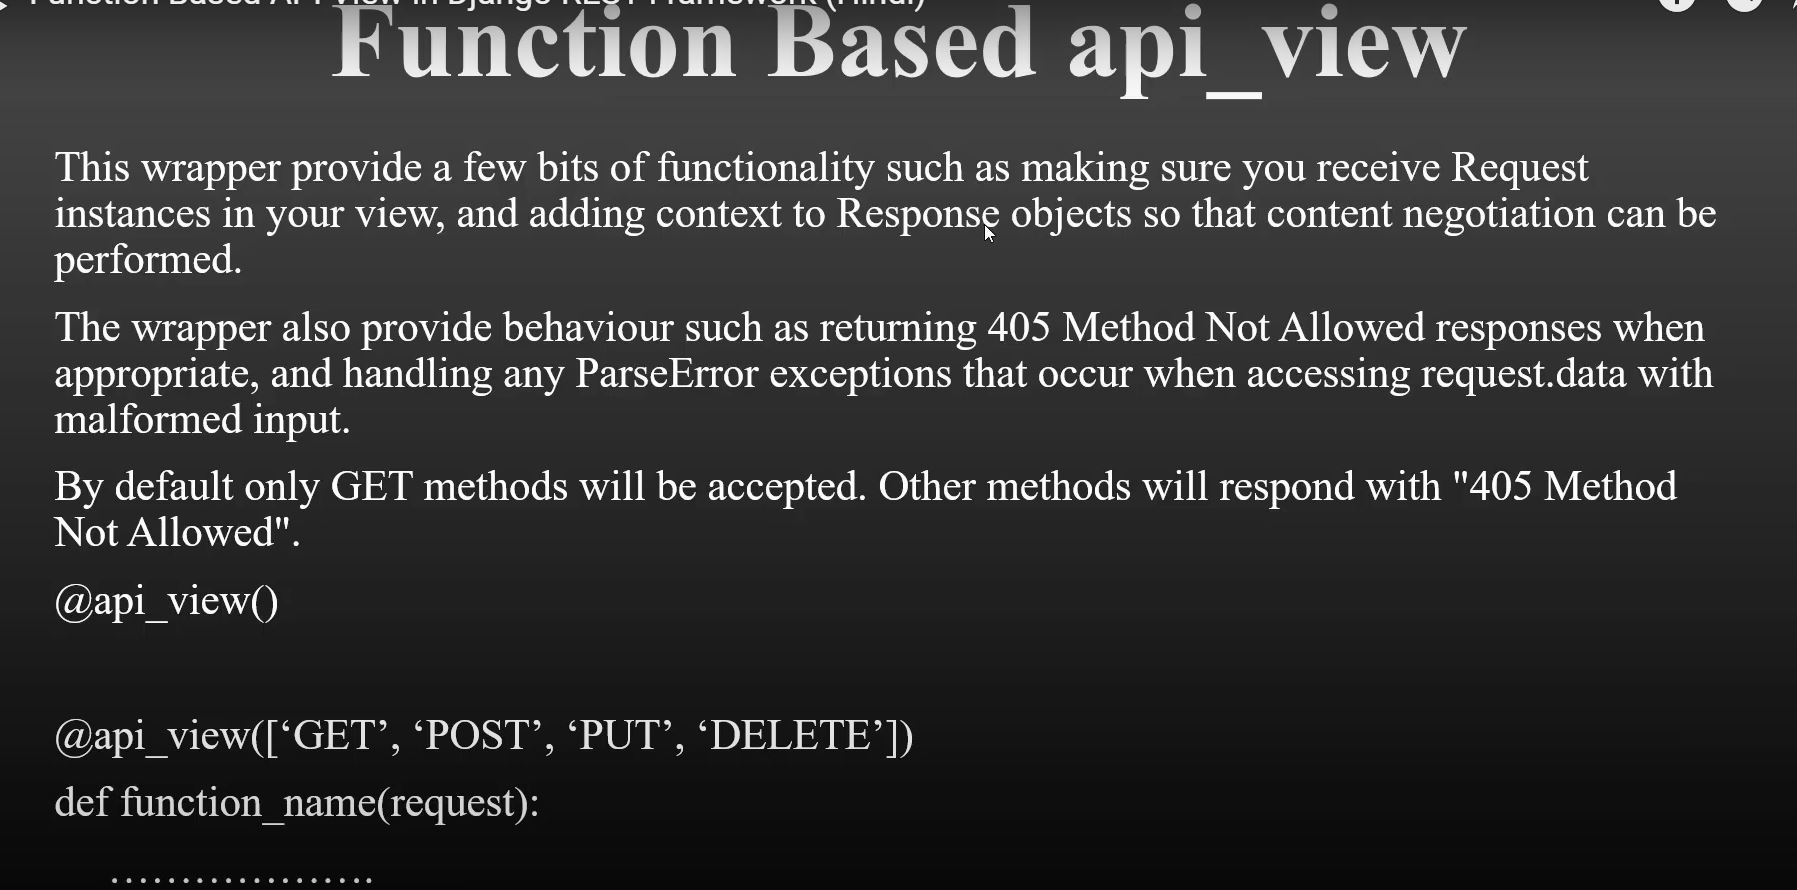 Function Based API View in Django REST Framework (Hindi)
Function Based api_view
This wrapper provide a few bits of functionality such as making sure you receive Request
instances in your view, and adding context to Response objects so that content negotiation can be
performed.
The wrapper also provide behaviour such as returning 405 Method Not Allowed responses when
appropriate, and handling any ParseError exceptions that occur when accessing request.data with
malformed input.
By default only GET methods will be accepted. Other methods will respond with "405 Method
Not Allowed".
@api_view()
@api_view([‘GET’, ‘POST’, ‘PUT’, ‘DELETE’])
def function_name(request):
………………….